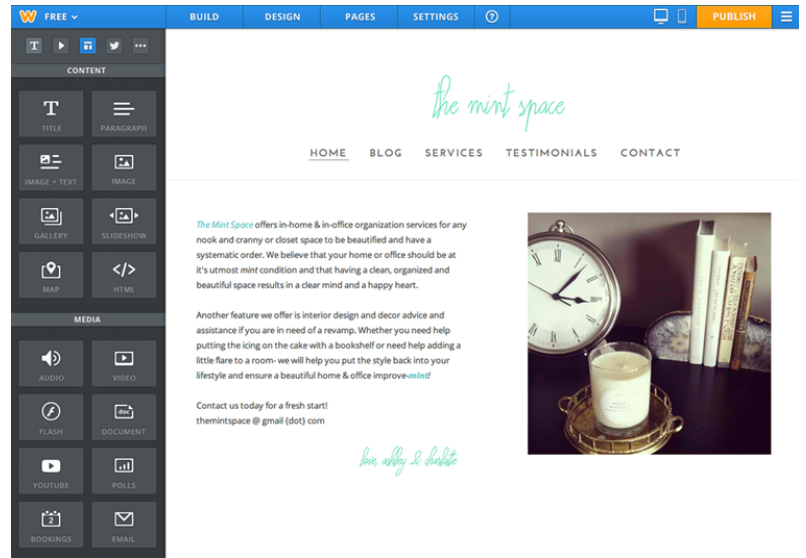 FREE
BUILD
DESIGN
PAGES
SETTINGS
?
PUBLISH
T
CONTENT
T
TITLE
PARAGRAPH
IMAGE + TEXT
IMAGE
GALLERY
SLIDESHOW
MAP
</>
HTML
MEDIA
AUDIO
VIDEO
FLASH
doc
DOCUMENT
YOUTUBE
POLLS
2
BOOKINGS
EMAIL
the mint space
HOME
BLOG
SERVICES
TESTIMONIALS
CONTACT
The Mint Space offers in-home & in-office organization services for any
nook and cranny or closet space to be beautified and have a
systematic order. We believe that your home or office should be at
it's utmost mint condition and that having a clean, organized and
beautiful space results in a clear mind and a happy heart.
Another feature we offer is interior design and decor advice and
assistance if you are in need of a revamp. Whether you need help
putting the icing on the cake with a bookshelf or need help adding a
little flare to a room- we will help you put the style back into your
lifestyle and ensure a beautiful home & office improve-mint!
Contact us today for a fresh start!
themintspace @ gmail {dot} com
love, ashley & charlotte